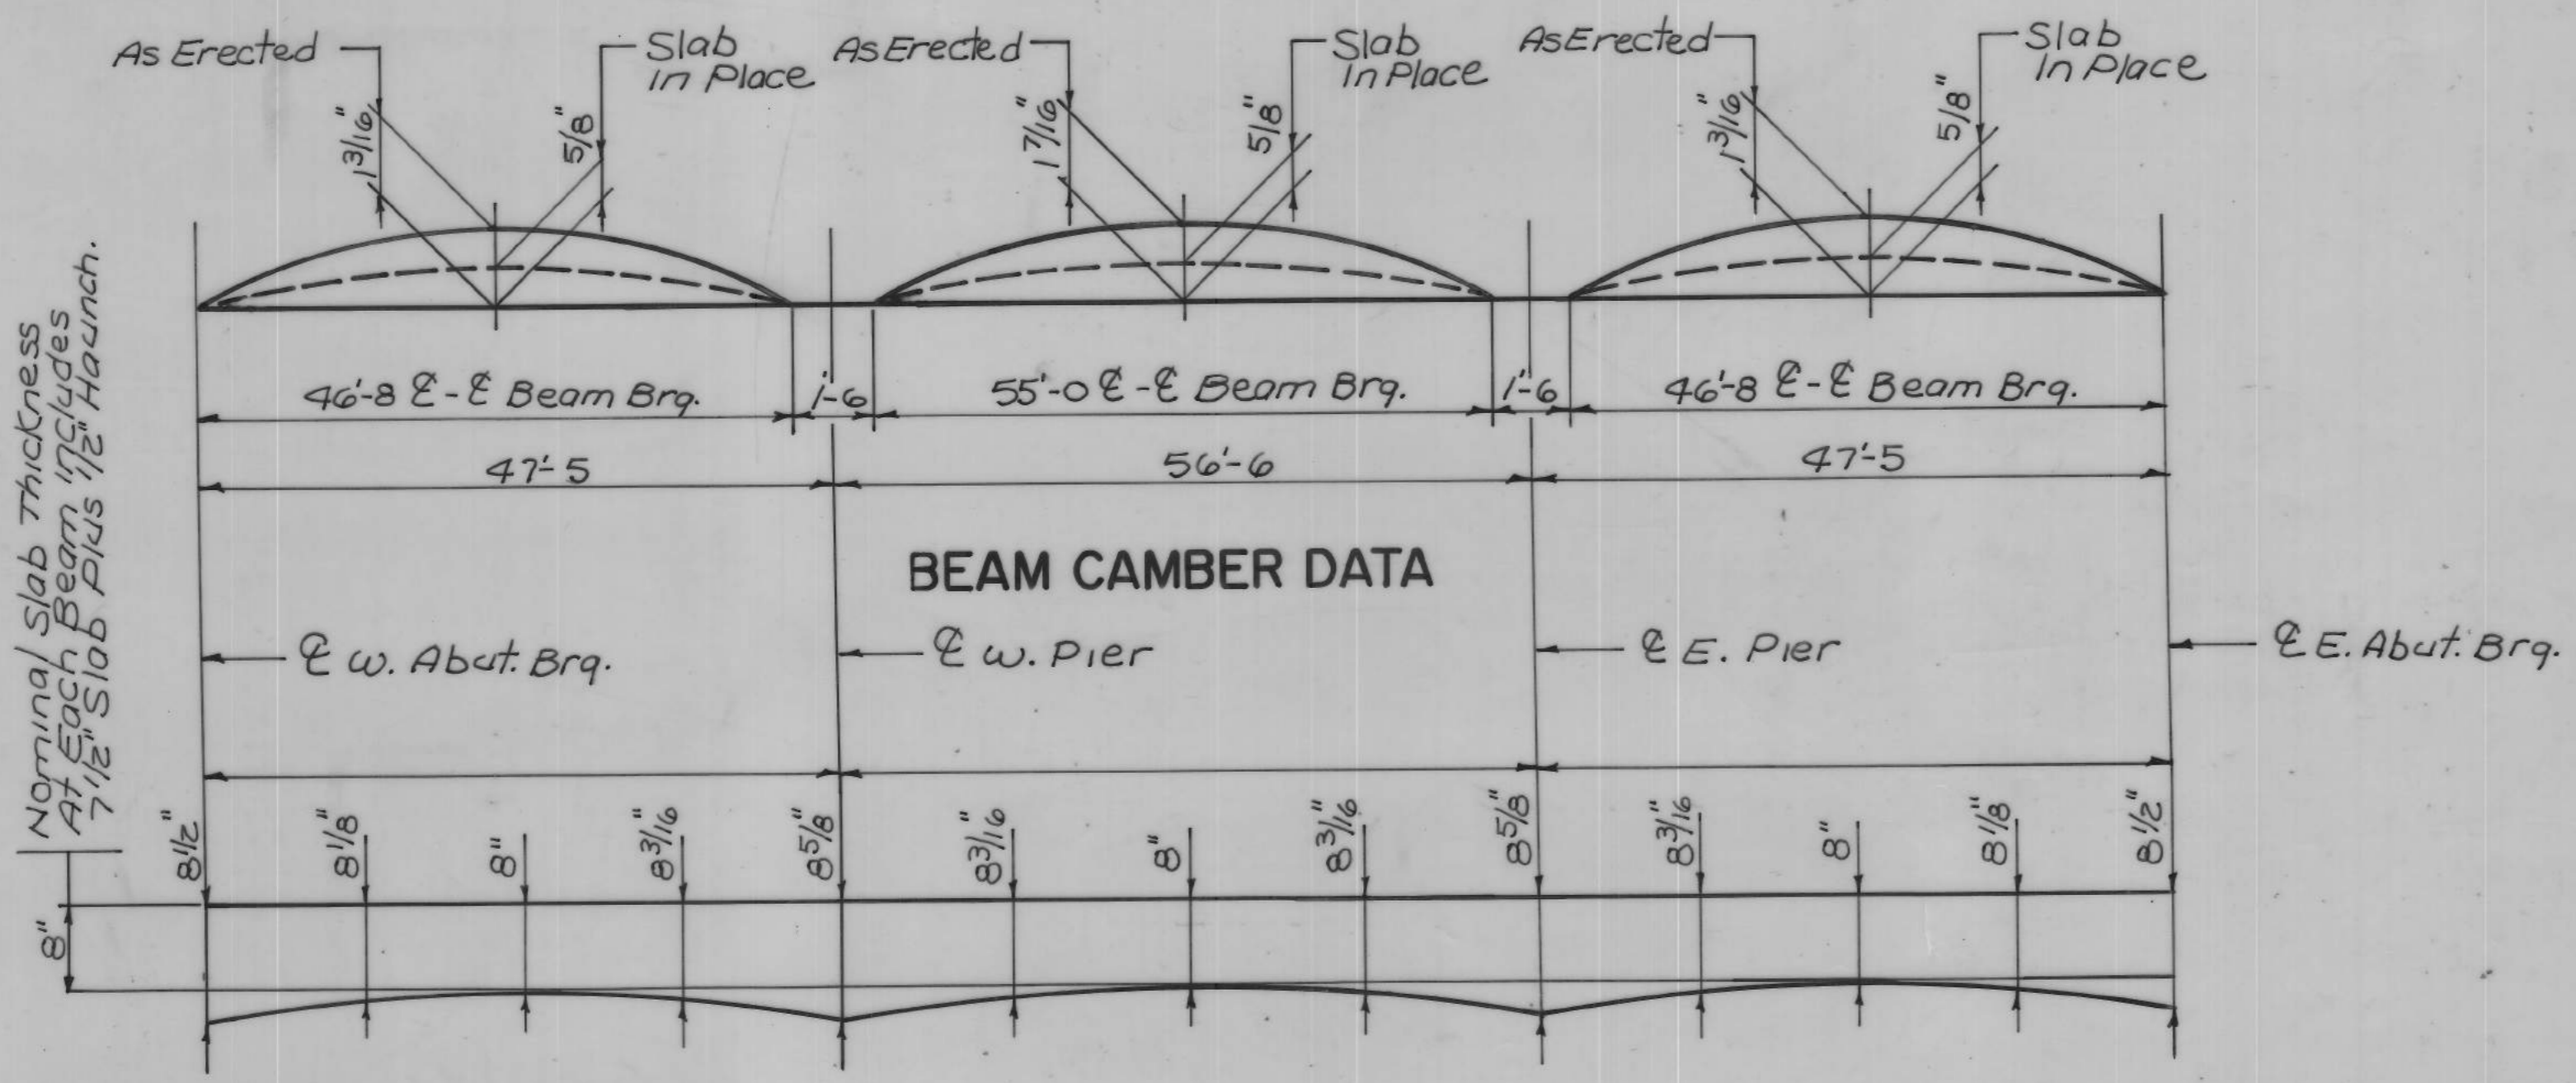 As Erected
Slab
In Place
As Erected
Slab
In Place
As Erected
Slab
In Place
1 3/16"
5/8"
1 7/16"
5/8"
1 3/16"
5/8"
46'-8 ℄-℄ Beam Brg.
1'-6
55'-0 ℄-℄ Beam Brg.
1'-6
46'-8 ℄-℄ Beam Brg.
47'-5
56'-6
47'-5
BEAM CAMBER DATA
℄ W. Abut. Brg.
℄ W. Pier
℄ E. Pier
℄ E. Abut. Brg.
Nominal Slab Thickness
At Each Beam Includes
7 1/2" Slab Plus 1/2" Haunch.
8 1/2"
8 1/8"
8"
8 3/16"
8 5/8"
8 3/16"
8"
8 3/16"
8 5/8"
8 3/16"
8"
8 1/8"
8 1/2"
8"